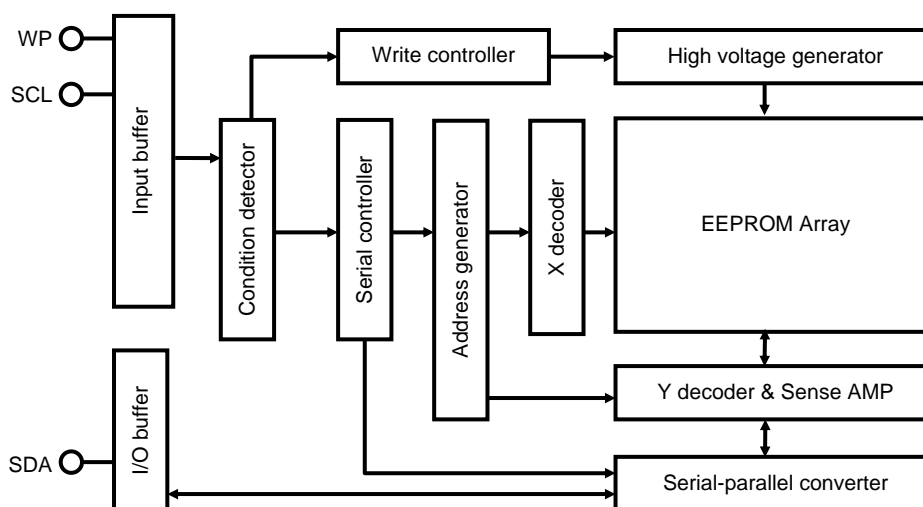 WP
SCL
Input buffer
Condition detector
Write controller
High voltage generator
Serial controller
Address generator
X decoder
EEPROM Array
Y decoder & Sense AMP
SDA
I/O buffer
Serial-parallel converter